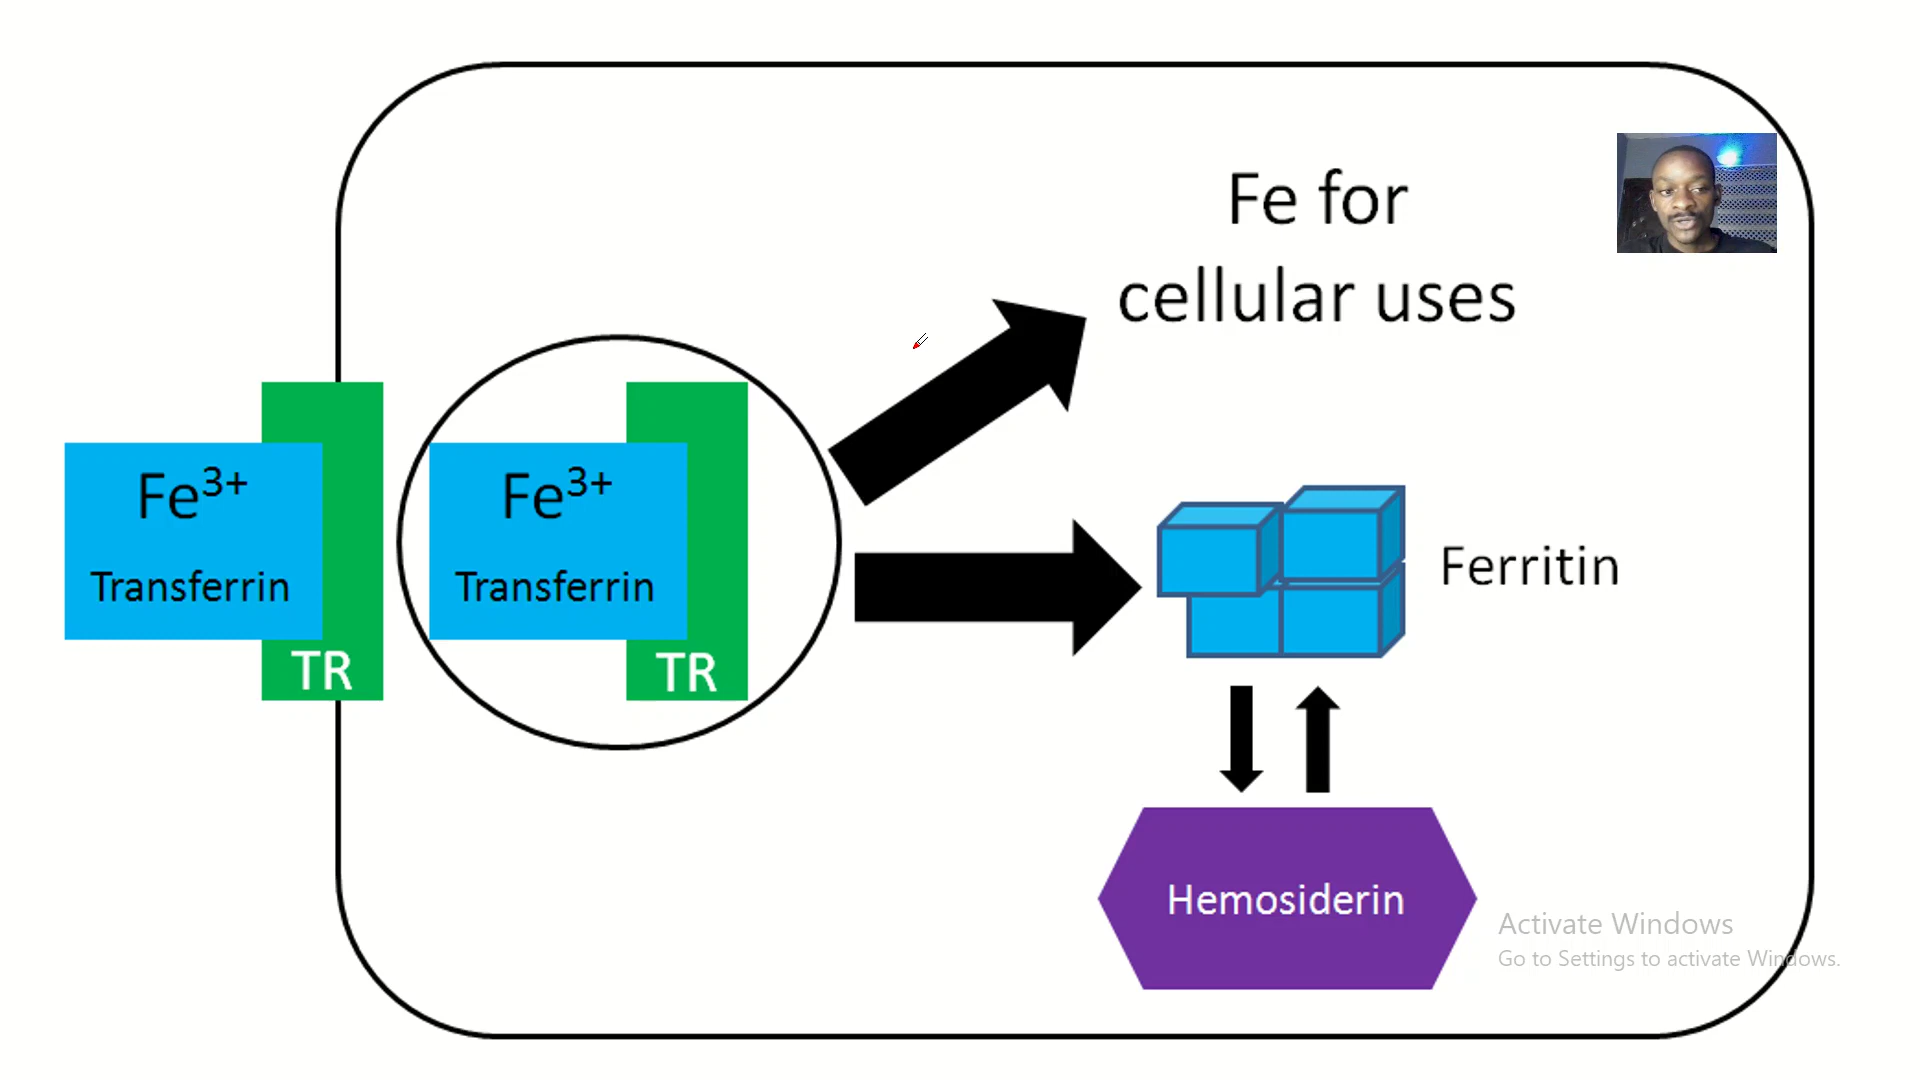 Fe for
cellular uses
Fe³⁺
Transferrin
TR
Fe³⁺
Transferrin
TR
Ferritin
Hemosiderin
Activate Windows
Go to Settings to activate Windows.